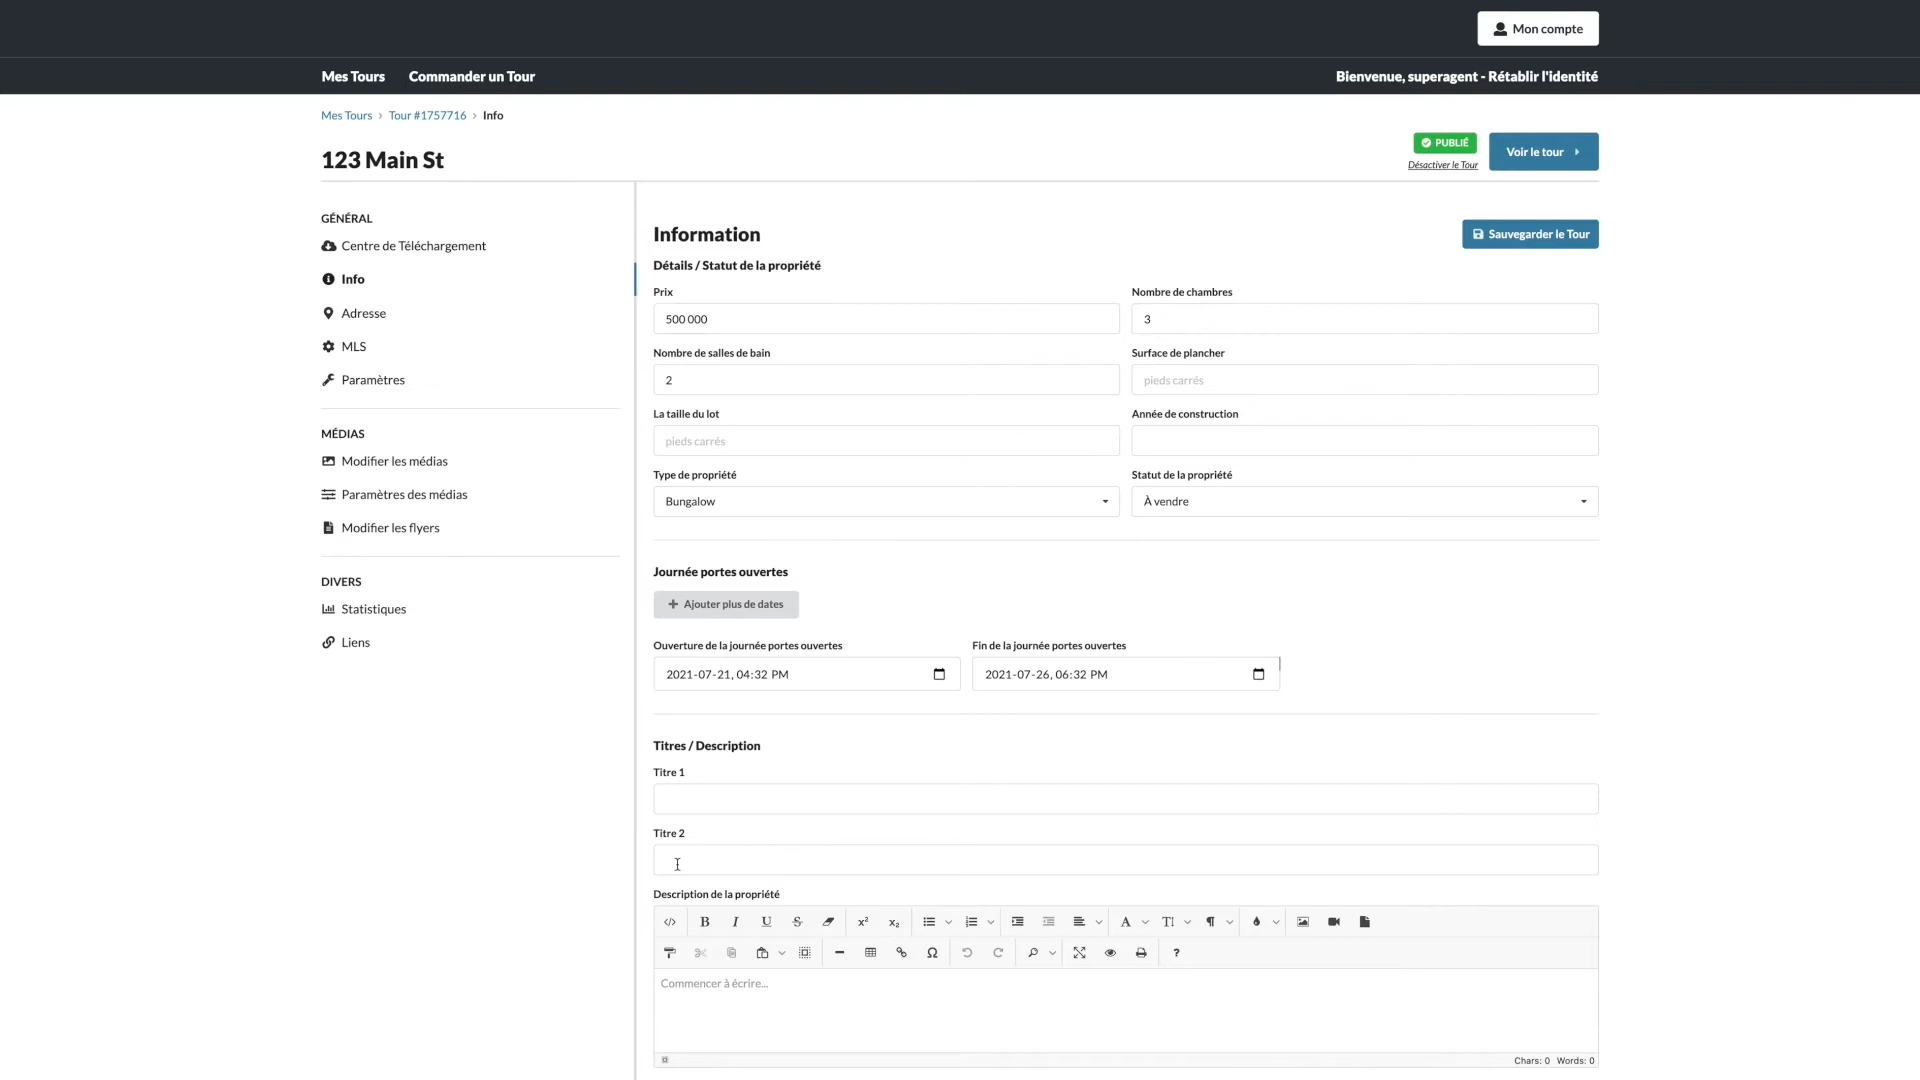 Mon compte
Mes Tours
Commander un Tour
Bienvenue, superagent - Rétablir l'identité
Mes Tours > Tour #1757716 > Info
123 Main St
PUBLIÉ
Désactiver le Tour
Voir le tour
GÉNÉRAL
Centre de Téléchargement
Info
Adresse
MLS
Paramètres
MÉDIAS
Modifier les médias
Paramètres des médias
Modifier les flyers
DIVERS
Statistiques
Liens
Information
Sauvegarder le Tour
Détails / Statut de la propriété
Prix
Nombre de chambres
500 000
3
Nombre de salles de bain
Surface de plancher
2
pieds carrés
La taille du lot
Année de construction
pieds carrés
Type de propriété
Statut de la propriété
Bungalow
À vendre
Journée portes ouvertes
+ Ajouter plus de dates
Ouverture de la journée portes ouvertes
Fin de la journée portes ouvertes
2021-07-21, 04:32 PM
2021-07-26, 06:32 PM
Titres / Description
Titre 1
Titre 2
Description de la propriété
Commencer à écrire...
Chars: 0 Words: 0